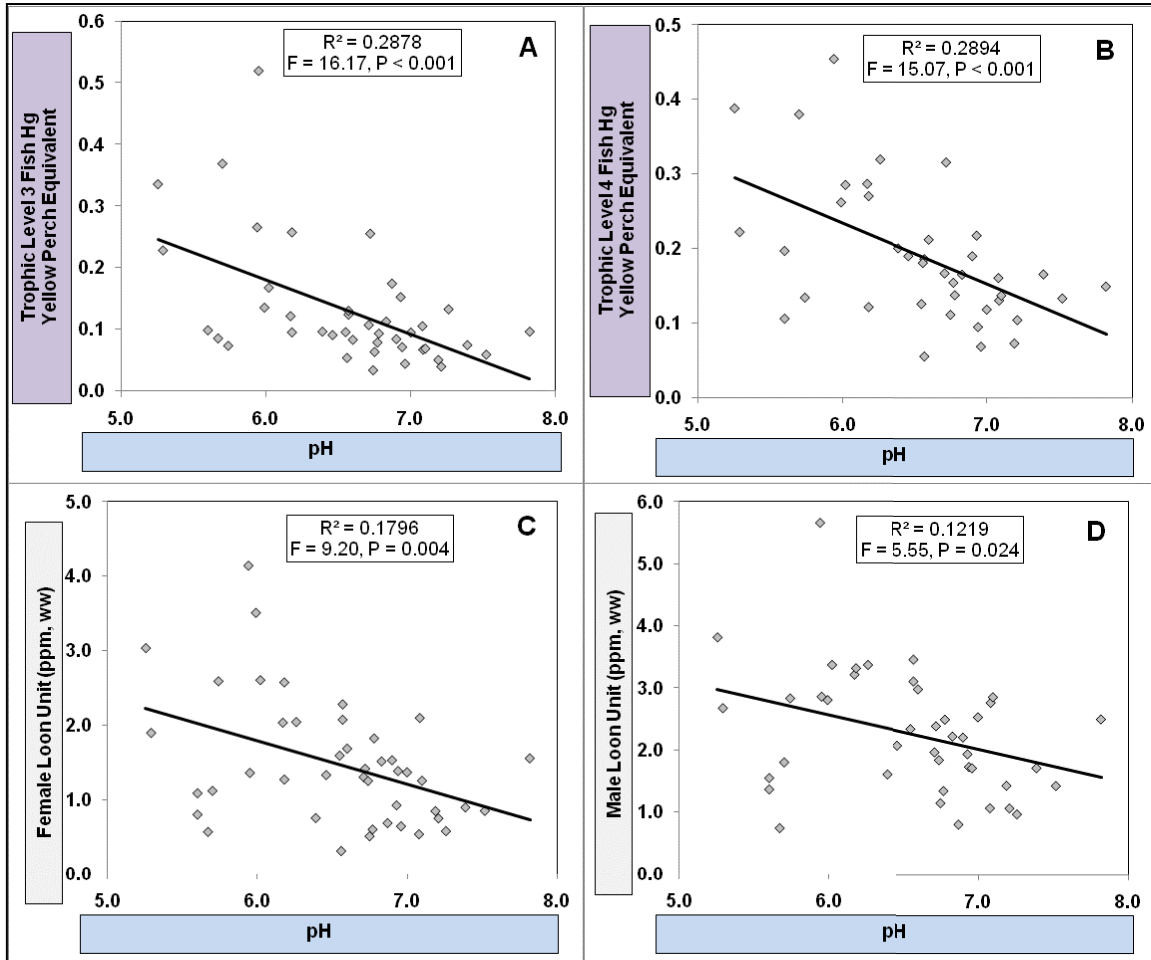 A
R² = 0.2878
F = 16.17, P < 0.001
Trophic Level 3 Fish Hg
Yellow Perch Equivalent
0.6
0.5
0.4
0.3
0.2
0.1
0.0
5.0 6.0 7.0 8.0
pH
B
R² = 0.2894
F = 15.07, P < 0.001
Trophic Level 4 Fish Hg
Yellow Perch Equivalent
0.5
0.4
0.3
0.2
0.1
0.0
5.0 6.0 7.0 8.0
pH
C
R² = 0.1796
F = 9.20, P = 0.004
Female Loon Unit (ppm, ww)
5.0
4.0
3.0
2.0
1.0
0.0
5.0 6.0 7.0 8.0
pH
D
R² = 0.1219
F = 5.55, P = 0.024
Male Loon Unit (ppm, ww)
6.0
5.0
4.0
3.0
2.0
1.0
0.0
5.0 6.0 7.0 8.0
pH